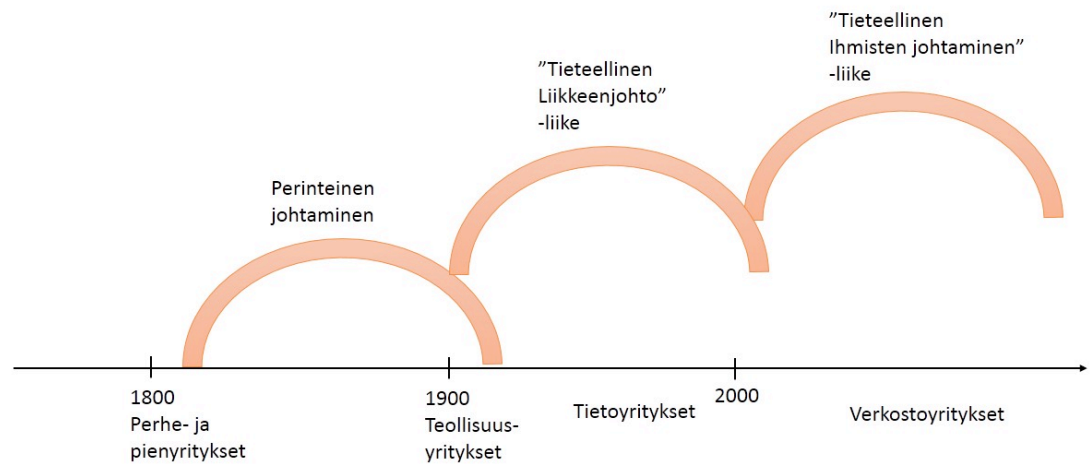 ”Tieteellinen
Ihmisten johtaminen”
-liike
”Tieteellinen
Liikkeenjohto”
-liike
Perinteinen
johtaminen
1800
Perhe- ja
pienyritykset
1900
Teollisuus-
yritykset
Tietoyritykset
2000
Verkostoyritykset